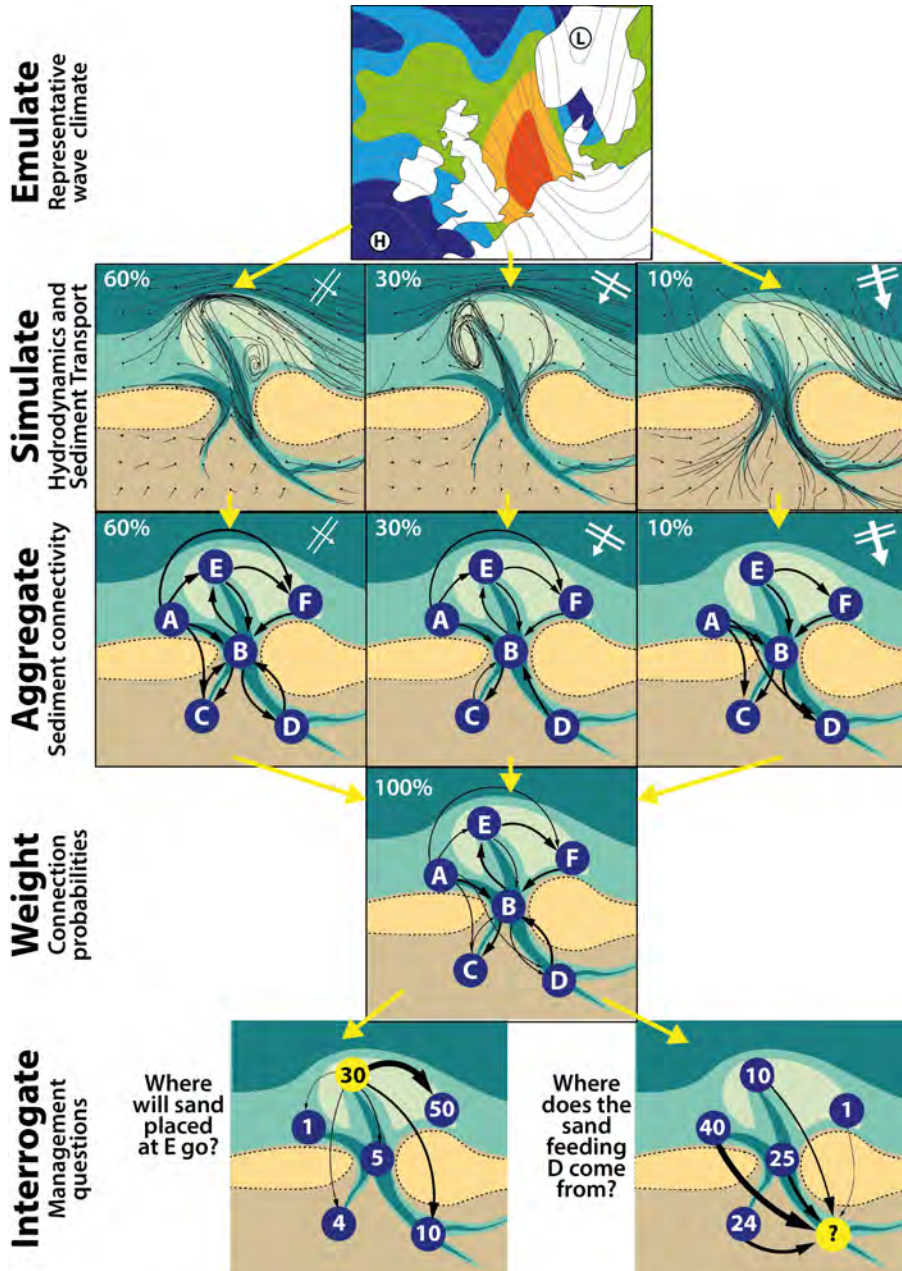 Emulate
Representative
wave climate
L
H
Simulate
Hydrodynamics and
Sediment Transport
60%
30%
10%
Aggregate
Sediment connectivity
60%
E
F
A
B
C
D
30%
E
F
A
B
C
D
10%
E
F
A
B
C
D
Weight
Connection
probabilities
100%
E
F
A
B
C
D
Interrogate
Management
questions
Where
will sand
placed
at E go?
30
50
1
5
4
10
Where
does the
sand
feeding
D come
from?
10
1
40
25
24
?